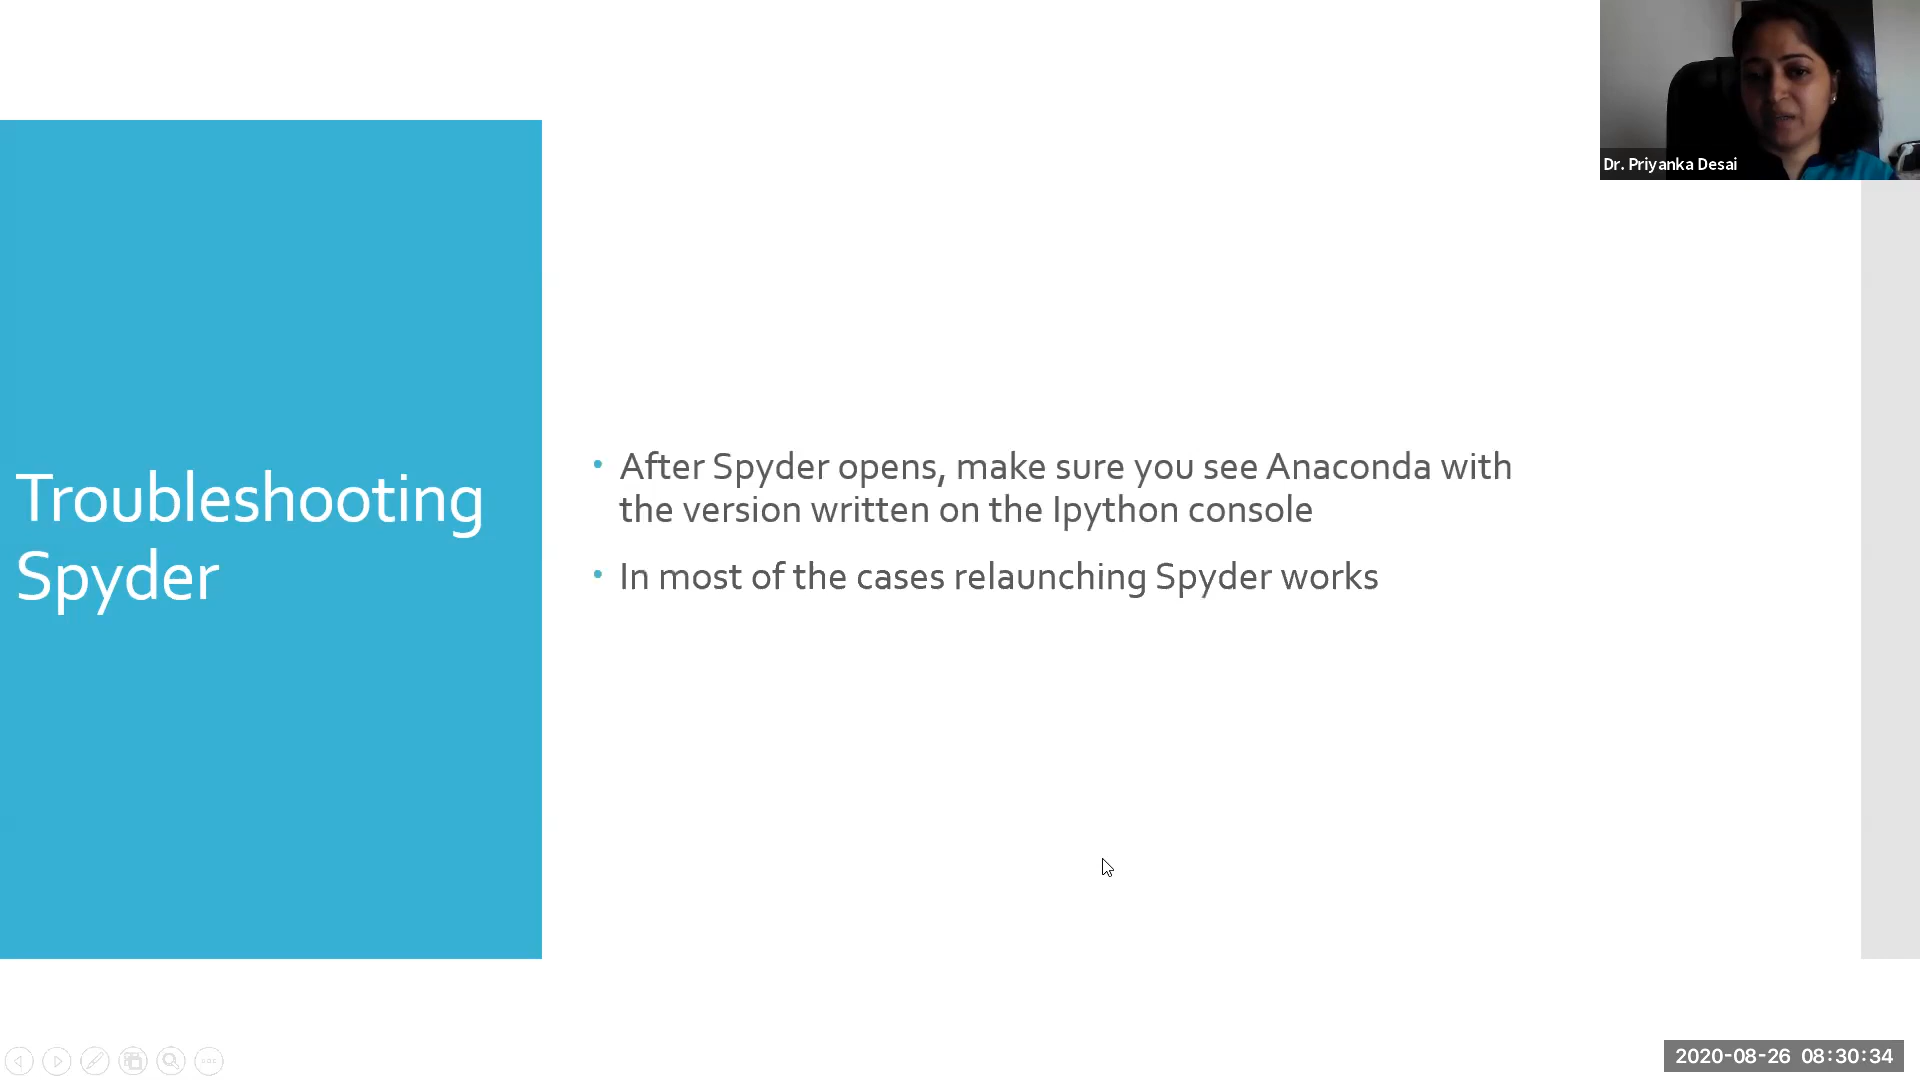 Dr. Priyanka Desai
Troubleshooting
Spyder
• After Spyder opens, make sure you see Anaconda with
the version written on the Ipython console
• In most of the cases relaunching Spyder works
2020-08-26 08:30:34